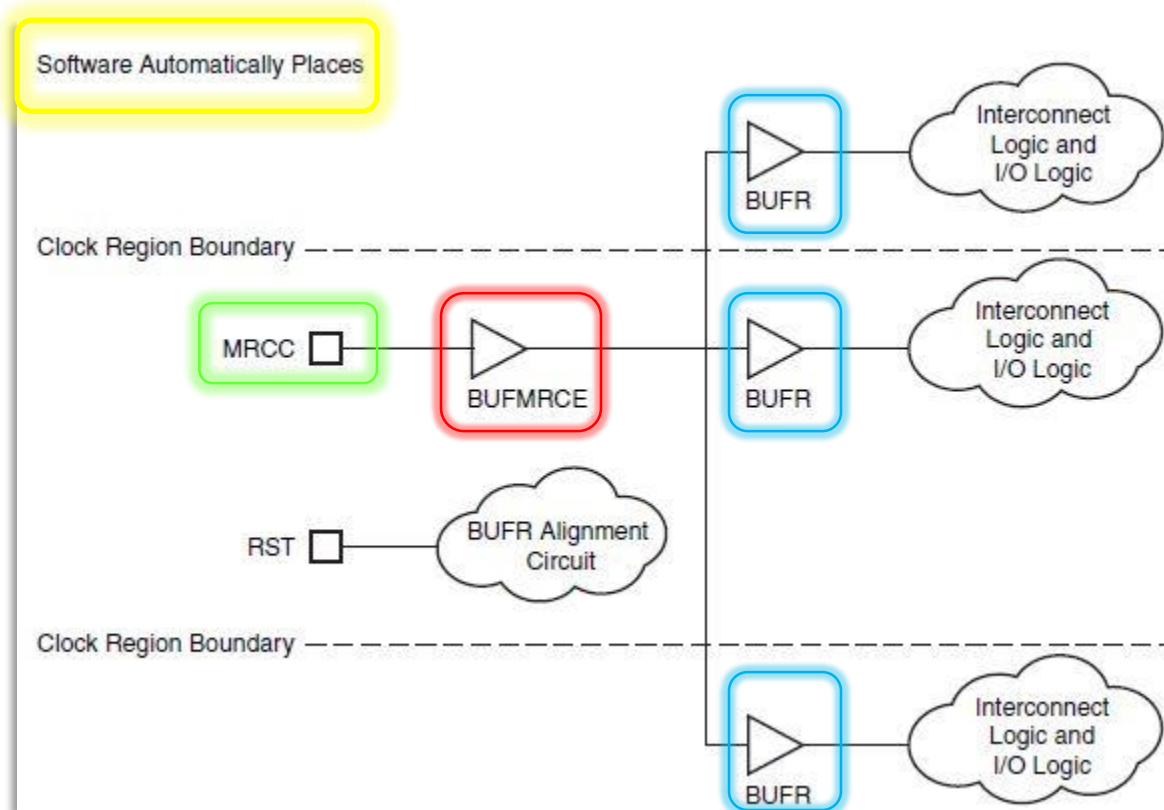 Software Automatically Places
Interconnect
Logic and
I/O Logic
BUFR
Clock Region Boundary
Interconnect
Logic and
I/O Logic
MRCC
BUFMRCE
BUFR
RST
BUFR Alignment
Circuit
Clock Region Boundary
Interconnect
Logic and
I/O Logic
BUFR